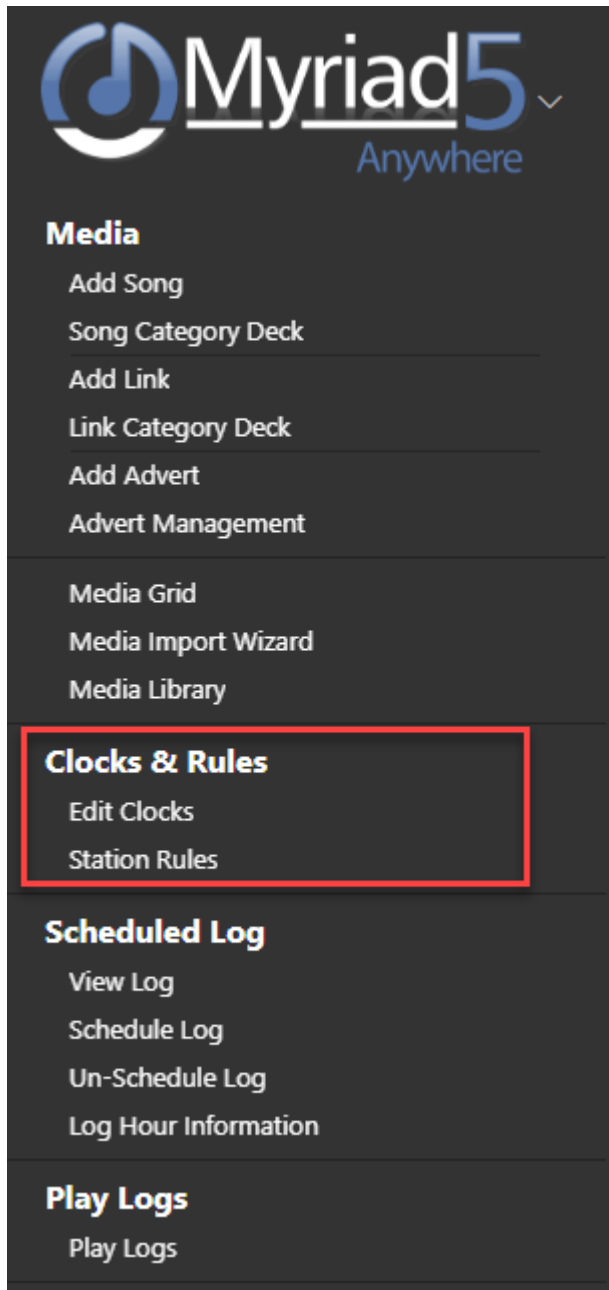 Myriad5
Anywhere
Media
Add Song
Song Category Deck
Add Link
Link Category Deck
Add Advert
Advert Management
Media Grid
Media Import Wizard
Media Library
Clocks & Rules
Edit Clocks
Station Rules
Scheduled Log
View Log
Schedule Log
Un-Schedule Log
Log Hour Information
Play Logs
Play Logs